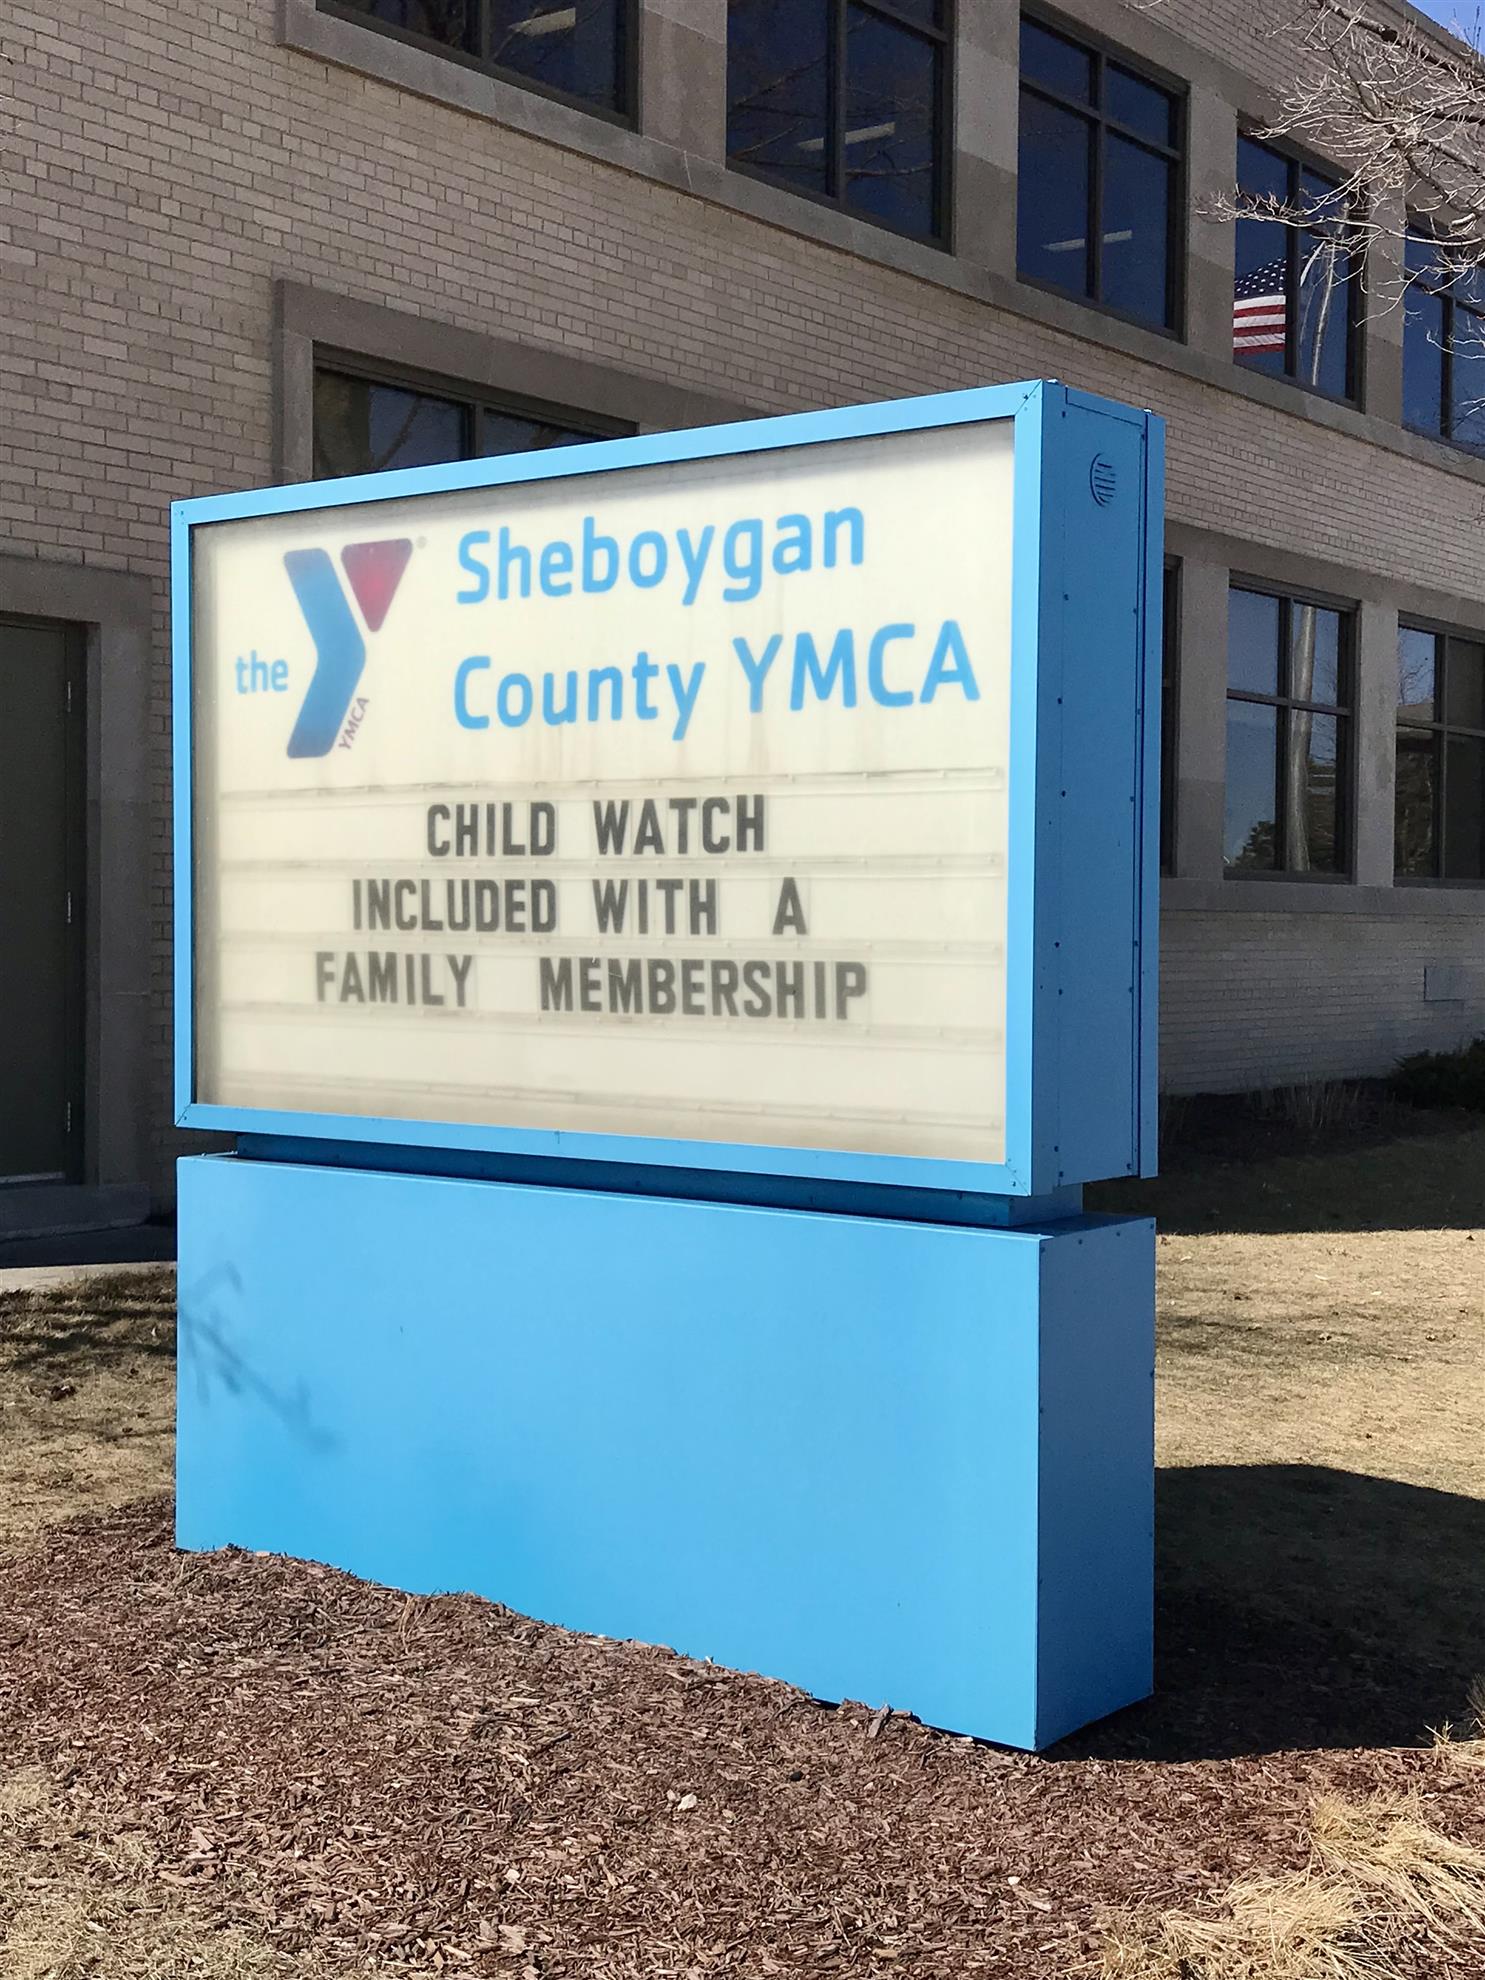 the
YMCA
®
Sheboygan
County YMCA
CHILD WATCH
INCLUDED WITH A
FAMILY MEMBERSHIP